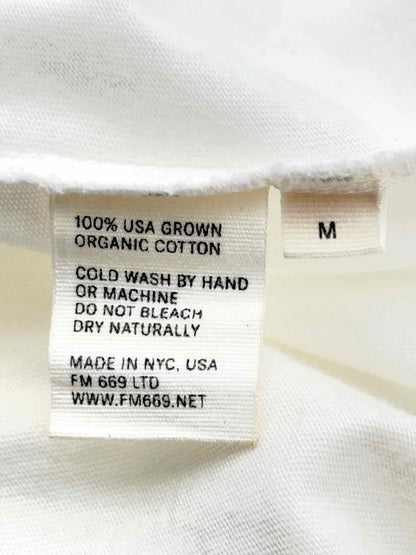 100% USA GROWN
ORGANIC COTTON
COLD WASH BY HAND
OR MACHINE
DO NOT BLEACH
DRY NATURALLY
MADE IN NYC, USA
FM 669 LTD
WWW.FM669.NET
M